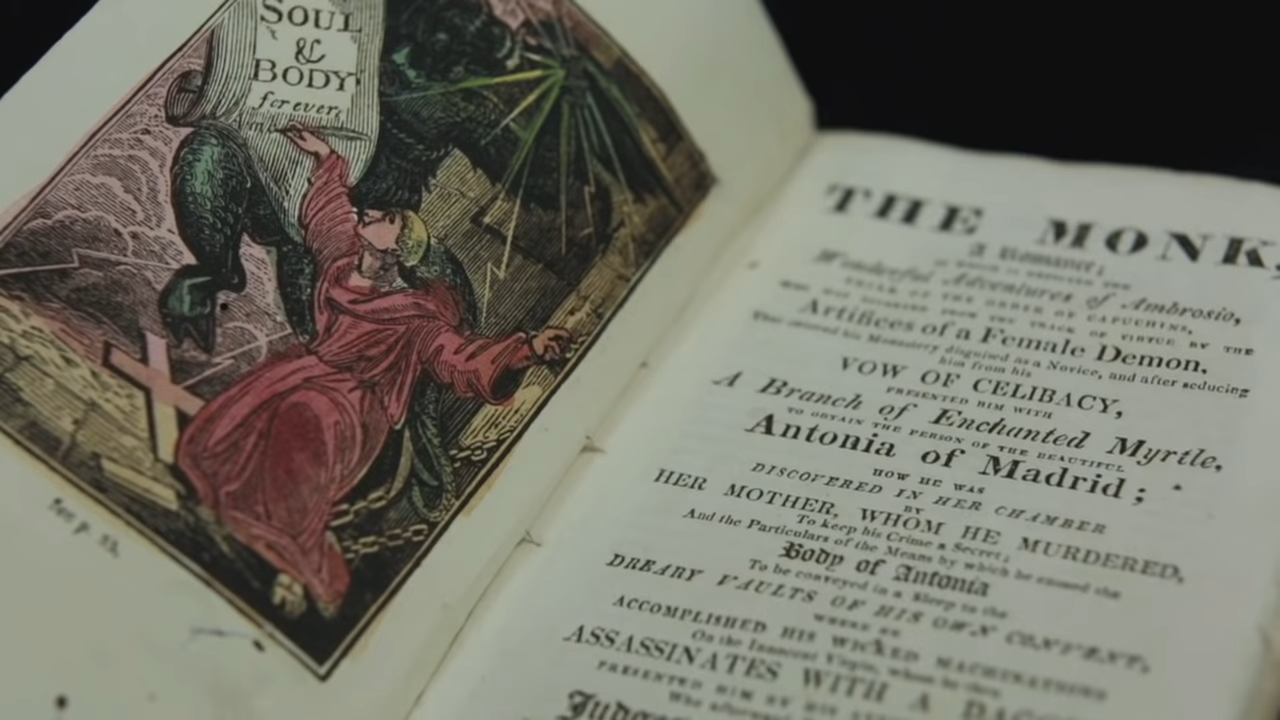 SOUL
&
BODY
for ever
See p. 33.
THE MONK,
A Romance;
IN WHICH IS DEPICTED THE
Wonderful Adventures of Ambrosio,
FRIAR OF THE ORDER OF CAPUCHINS,
WHO WAS DIVERTED FROM THE TRACK OF VIRTUE BY THE
Artifices of a Female Demon,
That entered his Monastery disguised as a Novice, and after seducing
him from his
VOW OF CELIBACY,
PRESENTED HIM WITH
A Branch of Enchanted Myrtle,
TO OBTAIN THE PERSON OF THE BEAUTIFUL
Antonia of Madrid;
HOW HE WAS
DISCOVERED IN HER CHAMBER
BY
HER MOTHER, WHOM HE MURDERED,
To keep his Crime a Secret;
And the Particulars of the Means by which he caused the
Body of Antonia
To be conveyed in a Sleep to the
DREARY VAULTS OF HIS OWN CONVENT,
WHERE HE
ACCOMPLISHED HIS WICKED MACHINATIONS
On the Innocent Virgin, whom he then
ASSASSINATES WITH A
PRESENTED HIM BY HIS
Who afterwards